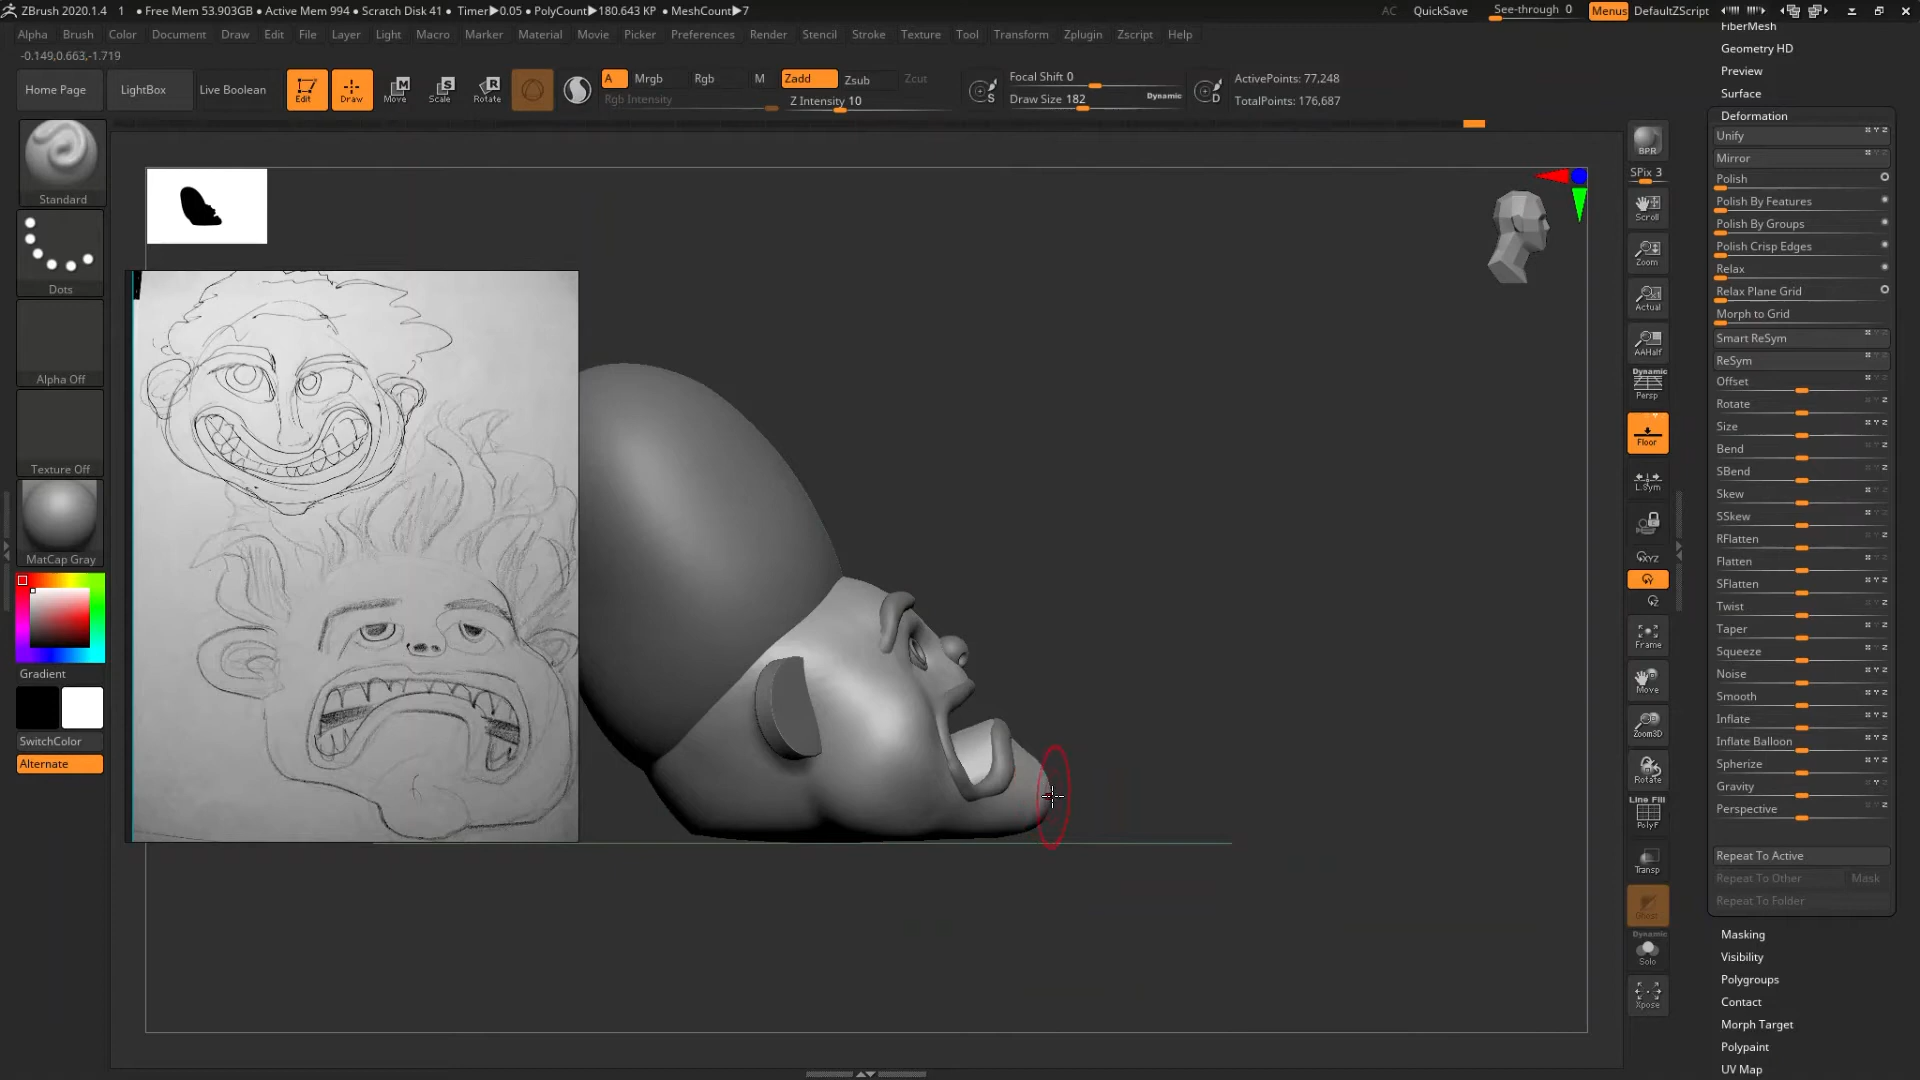 ZBrush 2020.1.4 1 ● Free Mem 53.903GB ● Active Mem 994 ● Scratch Disk 41 ● Timer▶0.05 ● PolyCount▶180.643 KP ● MeshCount▶7 AC QuickSave See-through 0 Menus DefaultZScript
Alpha Brush Color Document Draw Edit File Layer Light Macro Marker Material Movie Picker Preferences Render Stencil Stroke Texture Tool Transform Zplugin Zscript Help
-0.149,0.663,-1.719
Home Page LightBox Live Boolean
Edit Draw Move Scale Rotate
A Mrgb Rgb M Zadd Zsub Zcut
Rgb Intensity Z Intensity 10
Focal Shift 0
Draw Size 182 Dynamic
ActivePoints: 77,248
TotalPoints: 176,687
Standard
Dots
Alpha Off
Texture Off
MatCap Gray
Gradient
SwitchColor
Alternate
BPR
SPix 3
Scroll
Zoom
Actual
AAHalf
Dynamic
Persp
Floor
L.Sym
XYZ
Y
Z
Frame
Move
Zoom3D
Rotate
Line Fill
PolyF
Transp
Ghost
Dynamic
Solo
Xpose
FiberMesh
Geometry HD
Preview
Surface
Deformation
Unify
Mirror
Polish
Polish By Features
Polish By Groups
Polish Crisp Edges
Relax
Relax Plane Grid
Morph to Grid
Smart ReSym
ReSym
Offset
Rotate
Size
Bend
SBend
Skew
SSkew
RFlatten
Flatten
SFlatten
Twist
Taper
Squeeze
Noise
Smooth
Inflate
Inflate Balloon
Spherize
Gravity
Perspective
Repeat To Active
Repeat To Other Mask
Repeat To Folder
Masking
Visibility
Polygroups
Contact
Morph Target
Polypaint
UV Map